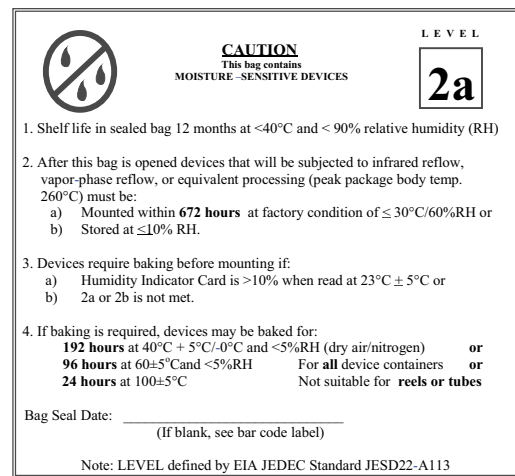 LEVEL
CAUTION
This bag contains
MOISTURE –SENSITIVE DEVICES
2a
1. Shelf life in sealed bag 12 months at <40°C and < 90% relative humidity (RH)
2. After this bag is opened devices that will be subjected to infrared reflow,
vapor-phase reflow, or equivalent processing (peak package body temp.
260°C) must be:
a) Mounted within 672 hours at factory condition of ≤ 30°C/60%RH or
b) Stored at ≤10% RH.
3. Devices require baking before mounting if:
a) Humidity Indicator Card is >10% when read at 23°C ± 5°C or
b) 2a or 2b is not met.
4. If baking is required, devices may be baked for:
192 hours at 40°C + 5°C/-0°C and <5%RH (dry air/nitrogen) or
96 hours at 60±5°Cand <5%RH For all device containers or
24 hours at 100±5°C Not suitable for reels or tubes
Bag Seal Date: ____________________
(If blank, see bar code label)
Note: LEVEL defined by EIA JEDEC Standard JESD22-A113